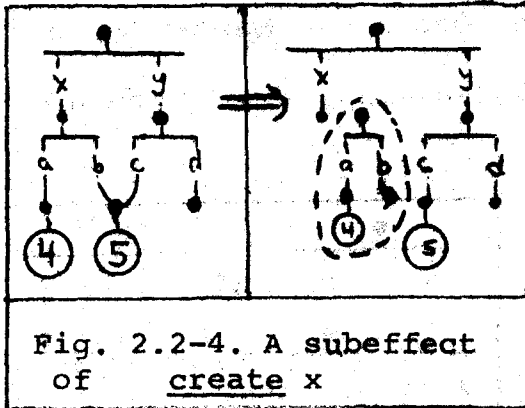 x y x y
a b c d a b c d
4 5 4 5
Fig. 2.2-4. A subeffect
of create x